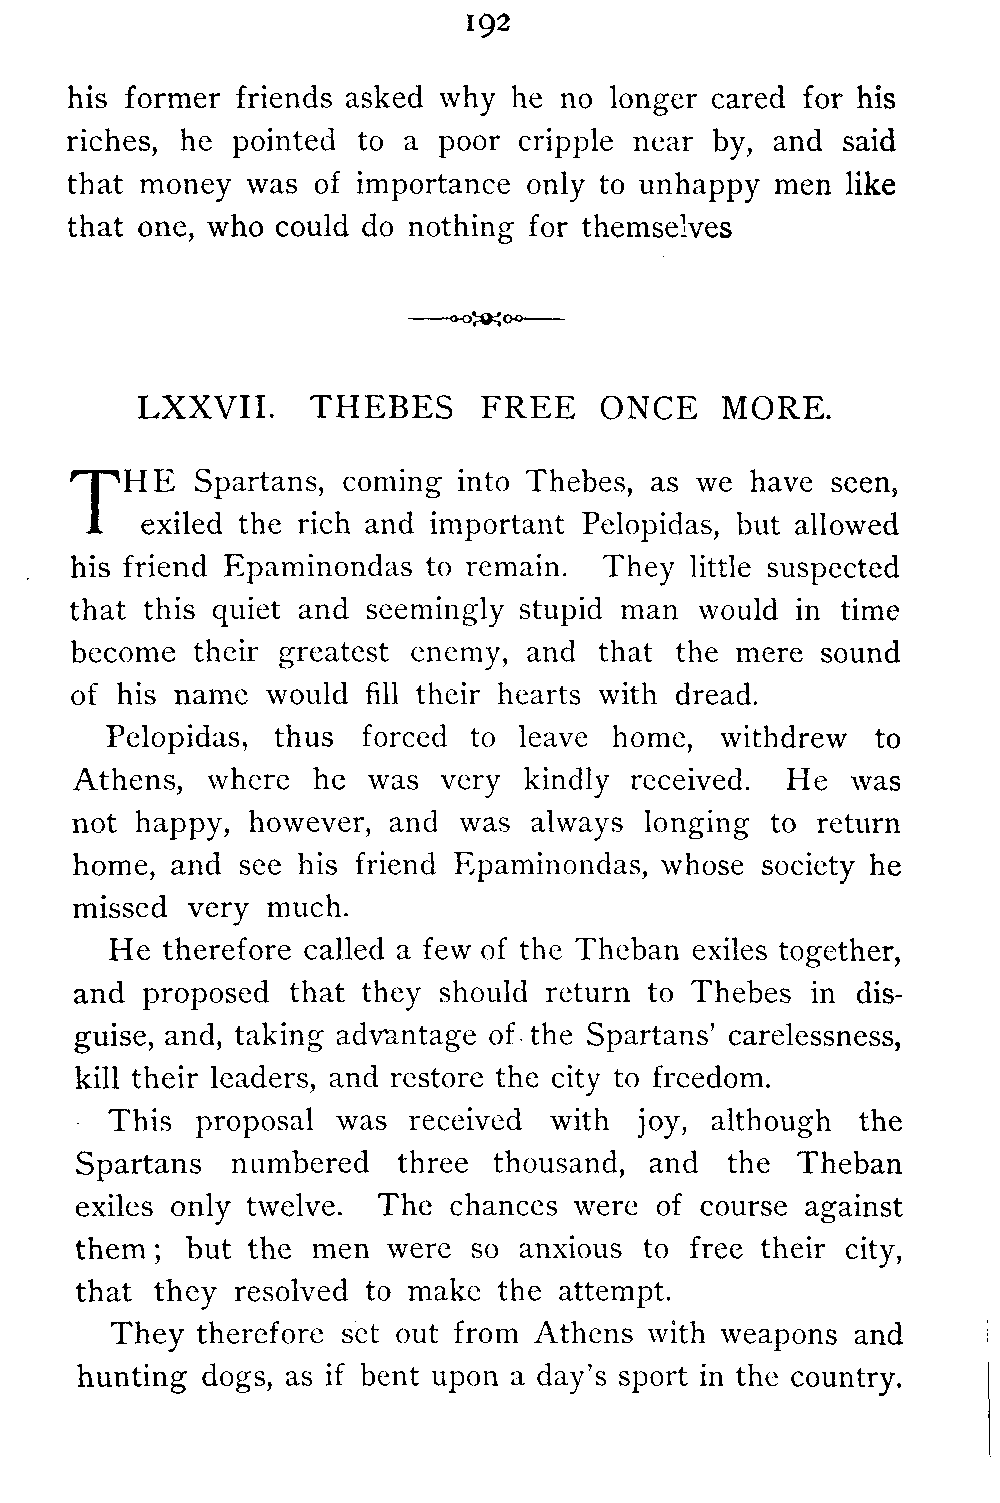 192
his former friends asked why he no longer cared for his
riches, he pointed to a poor cripple near by, and said
that money was of importance only to unhappy men like
that one, who could do nothing for themselves
LXXVII. THEBES FREE ONCE MORE.
THE Spartans, coming into Thebes, as we have seen,
exiled the rich and important Pelopidas, but allowed
his friend Epaminondas to remain. They little suspected
that this quiet and seemingly stupid man would in time
become their greatest enemy, and that the mere sound
of his name would fill their hearts with dread.
Pelopidas, thus forced to leave home, withdrew to
Athens, where he was very kindly received. He was
not happy, however, and was always longing to return
home, and see his friend Epaminondas, whose society he
missed very much.
He therefore called a few of the Theban exiles together,
and proposed that they should return to Thebes in dis-
guise, and, taking advantage of the Spartans' carelessness,
kill their leaders, and restore the city to freedom.
This proposal was received with joy, although the
Spartans numbered three thousand, and the Theban
exiles only twelve. The chances were of course against
them; but the men were so anxious to free their city,
that they resolved to make the attempt.
They therefore set out from Athens with weapons and
hunting dogs, as if bent upon a day's sport in the country.